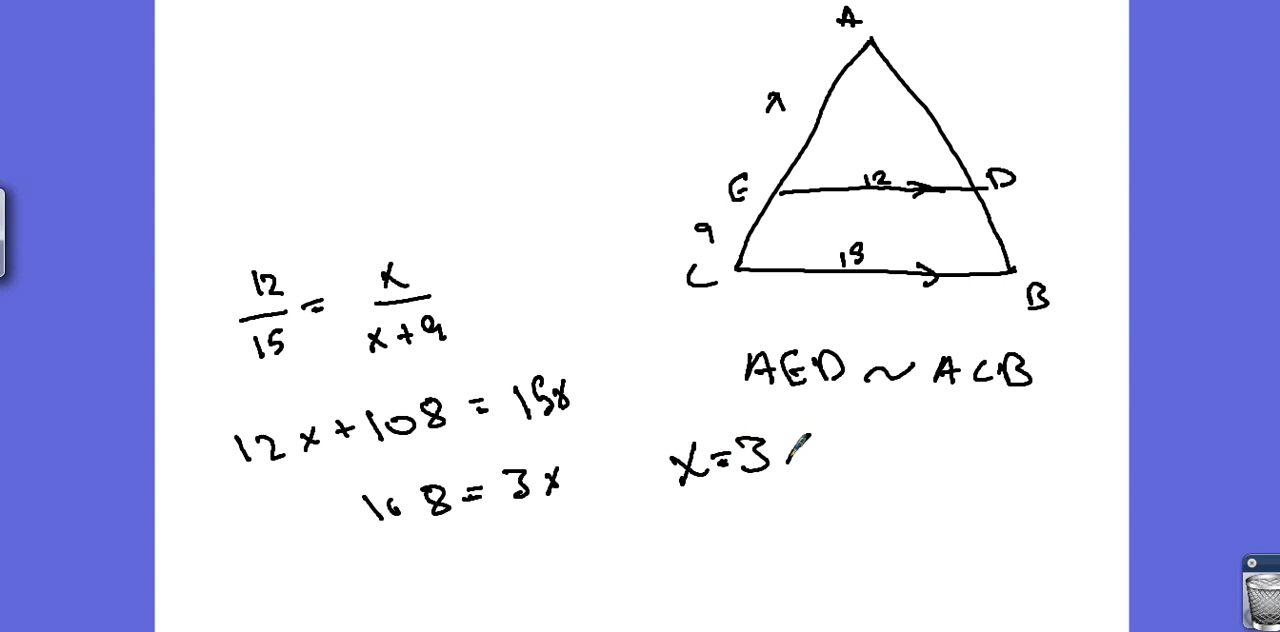 A
x
E 12 D
9
C 15
B
12/15 = x/x+9
AED ~ ACB
12x+108=15x
x=3
108=3x